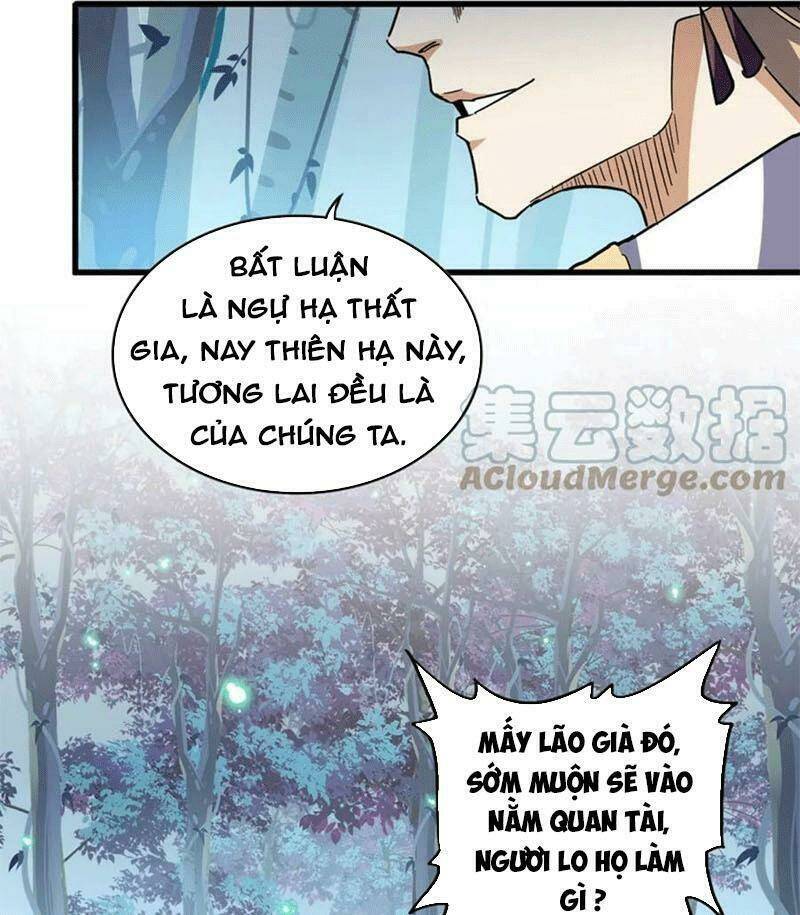 BẤT LUẬN
LÀ NGỰ HẠ THẤT
GIA, NAY THIÊN HẠ NÀY,
TƯƠNG LAI ĐỀU LÀ
CỦA CHÚNG TA.
集云数据
ACloudMerge.com
MẤY LÃO GIÀ ĐÓ,
SỚM MUỘN SẼ VÀO
NẰM QUAN TÀI,
NGƯƠI LO HỌ LÀM
GÌ ?